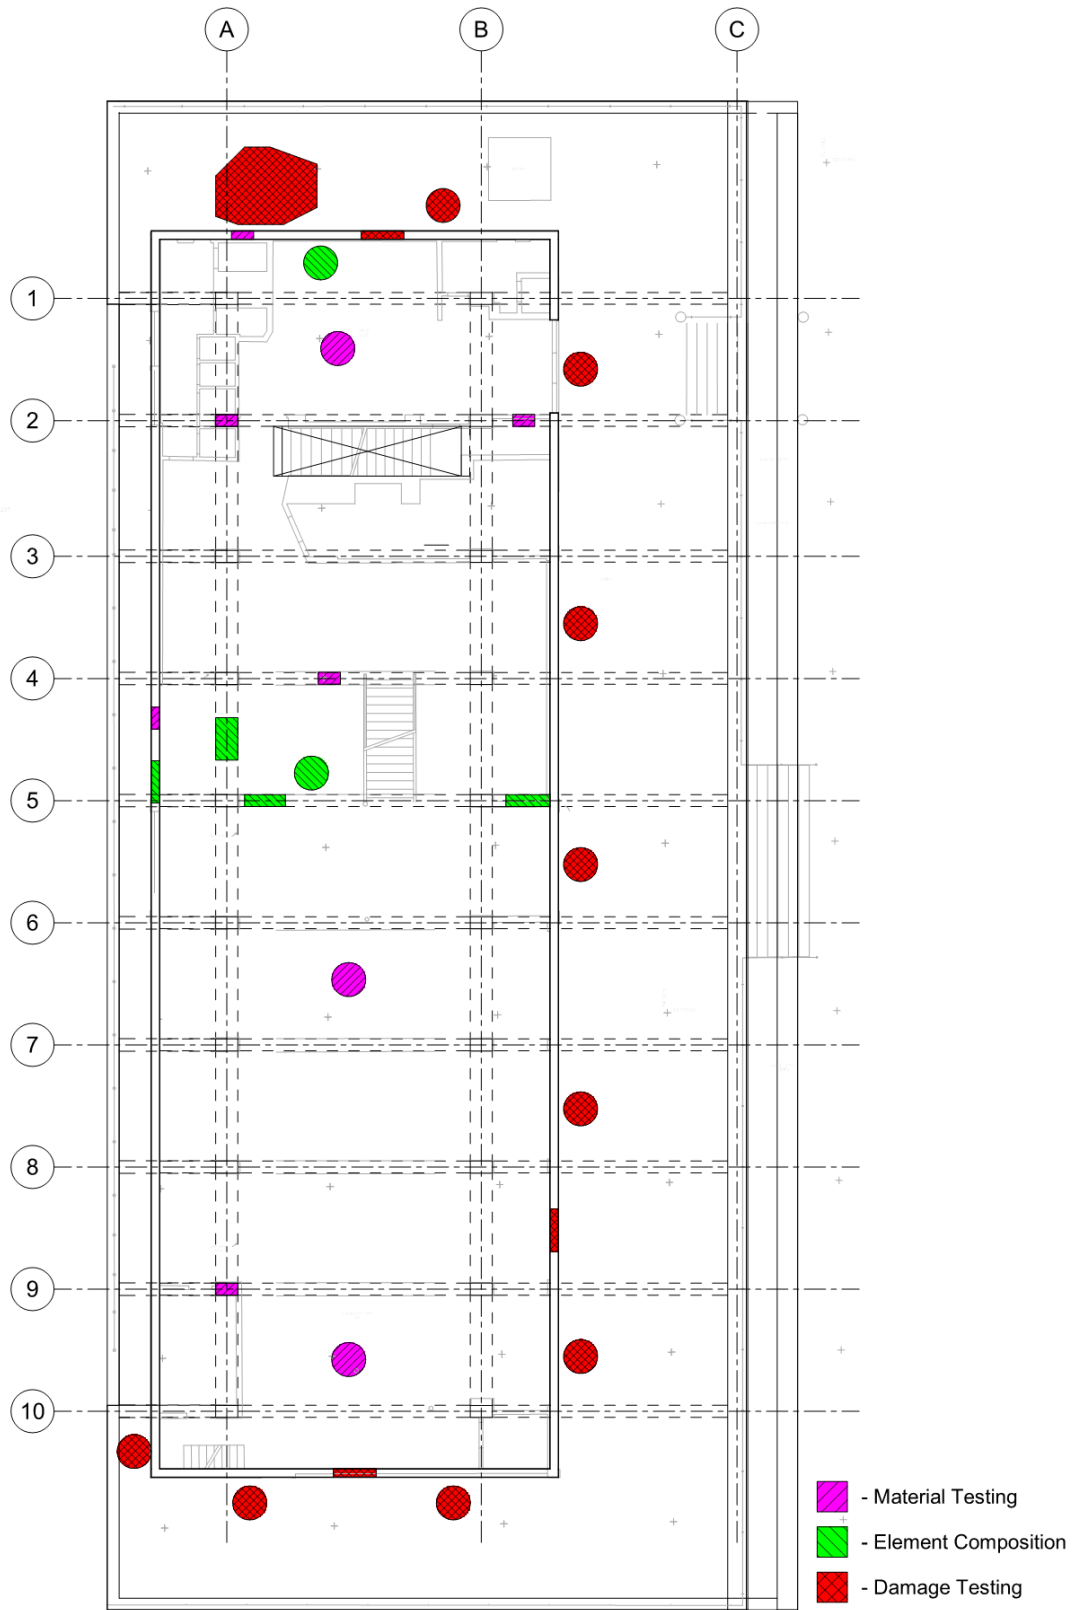 A B C
1
2
3
4
5
6
7
8
9
10
- Material Testing
- Element Composition
- Damage Testing